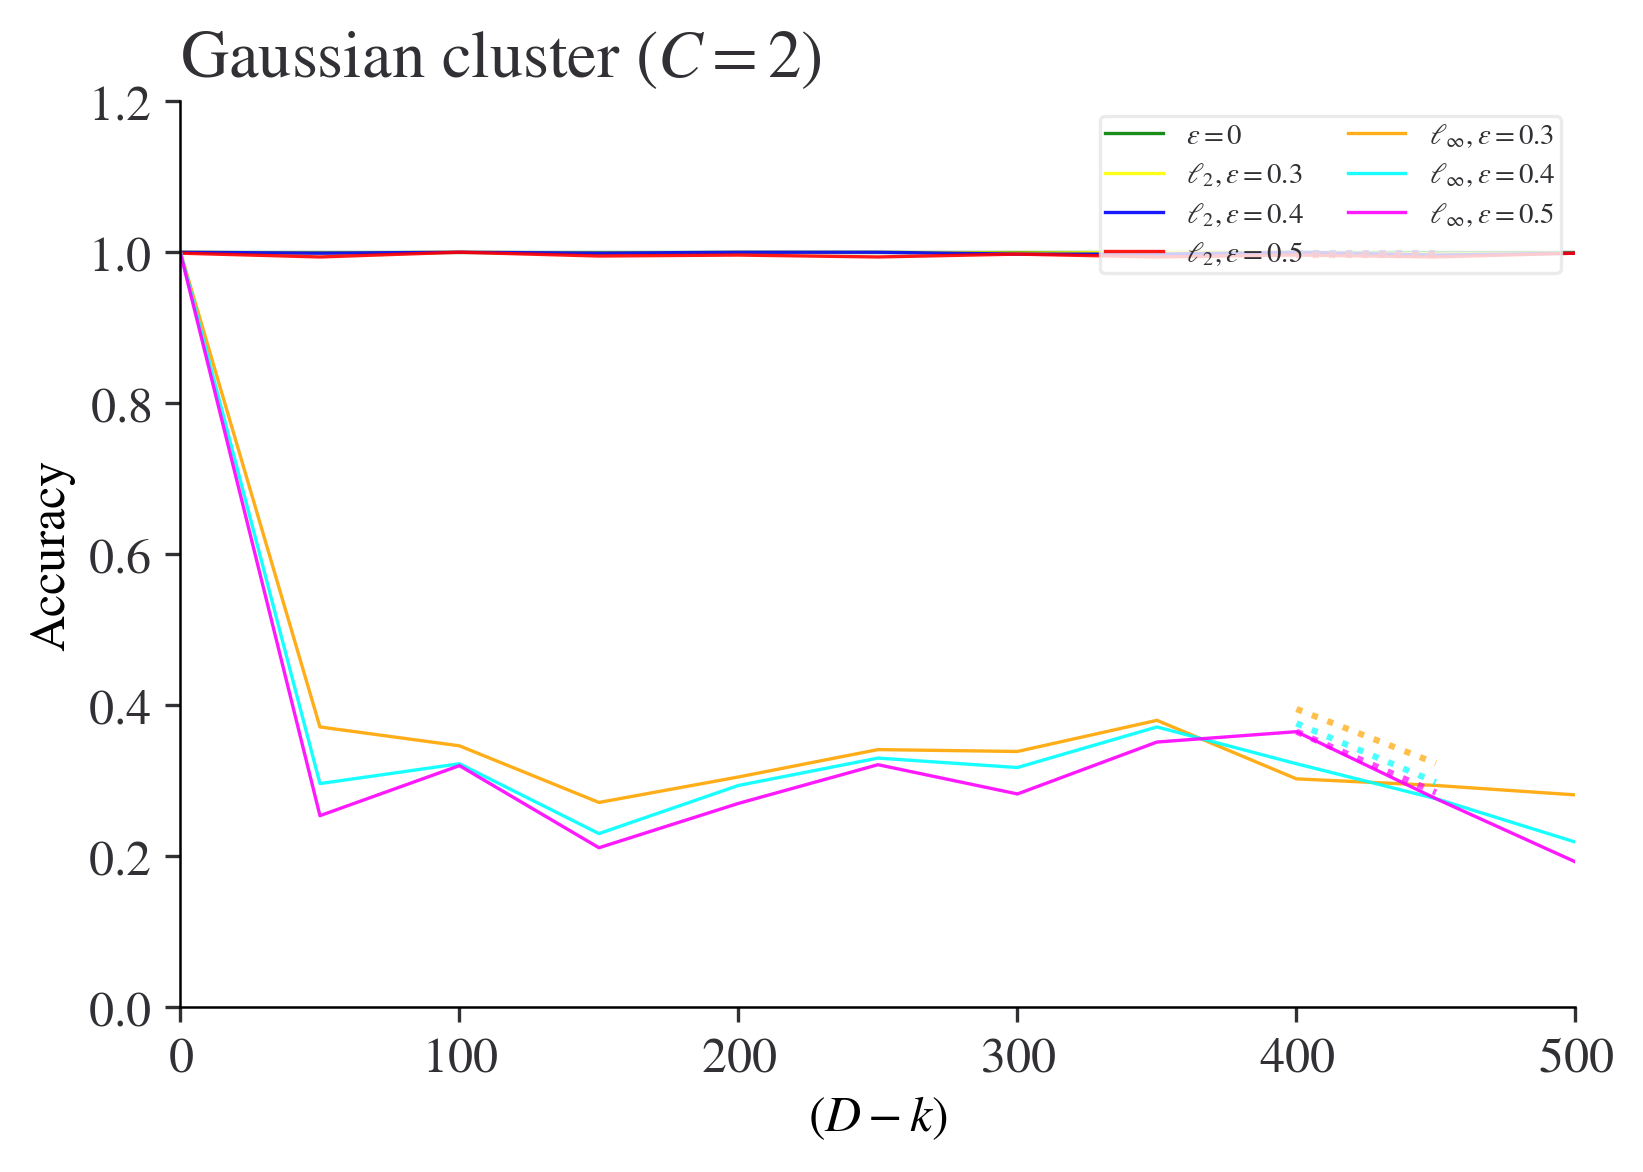 Gaussian cluster (C = 2)
1.2
1.0
0.8
0.6
0.4
0.2
0.0
Accuracy
ε = 0
ℓ₂, ε = 0.3
ℓ₂, ε = 0.4
ℓ₂, ε = 0.5
ℓ∞, ε = 0.3
ℓ∞, ε = 0.4
ℓ∞, ε = 0.5
0 100 200 300 400 500
(D − k)